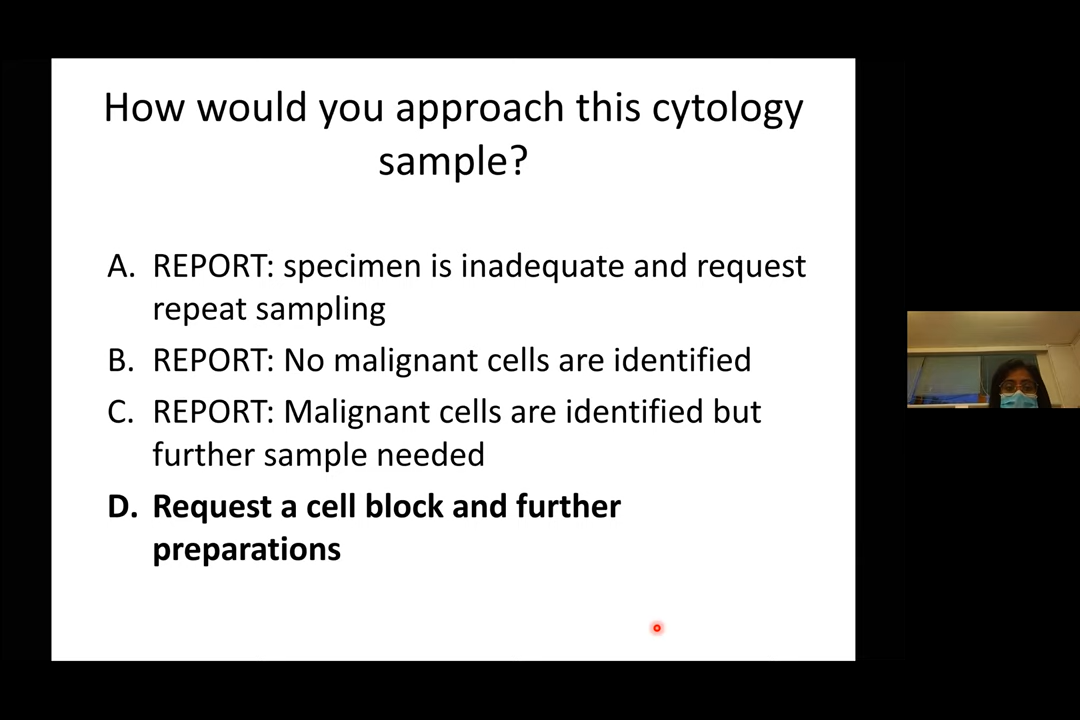 How would you approach this cytology
sample?
A. REPORT: specimen is inadequate and request
repeat sampling
B. REPORT: No malignant cells are identified
C. REPORT: Malignant cells are identified but
further sample needed
D. Request a cell block and further
preparations